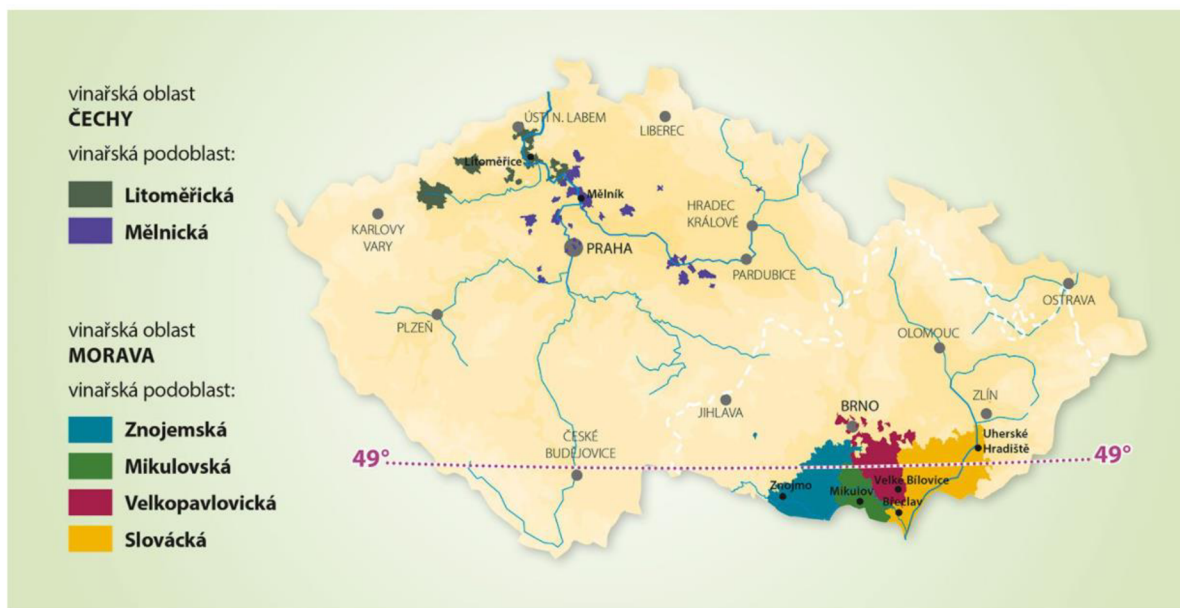 vinařská oblast
ČECHY
vinařská podoblast:
Litoměřická
Mělnická
vinařská oblast
MORAVA
vinařská podoblast:
Znojemská
Mikulovská
Velkopavlovická
Slovácká
ÚSTÍ N. LABEM
LIBEREC
Litoměřice
Mělník
KARLOVY
VARY
HRADEC
KRÁLOVÉ
PRAHA
PARDUBICE
PLZEŇ
OSTRAVA
OLOMOUC
JIHLAVA
ZLÍN
BRNO
ČESKÉ
BUDĚJOVICE
Uherské
Hradiště
49°
49°
Znojmo
Mikulov
Velké Bílovice
Břeclav